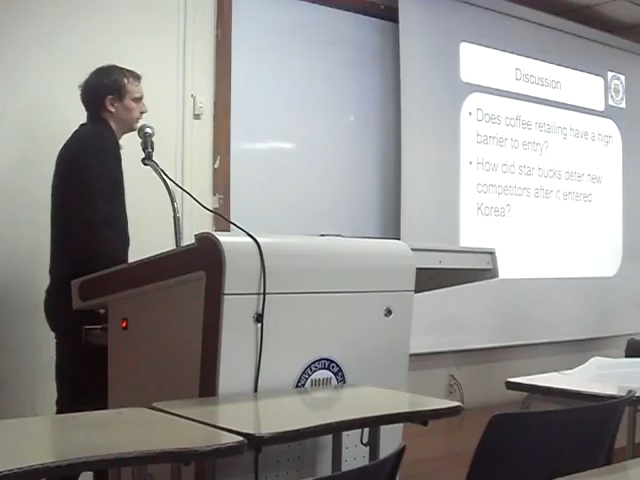 Discussion
• Does coffee retailing have a high
barrier to entry?
• How did star bucks deter new
competitors after it entered
Korea?
UNIVERSITY OF